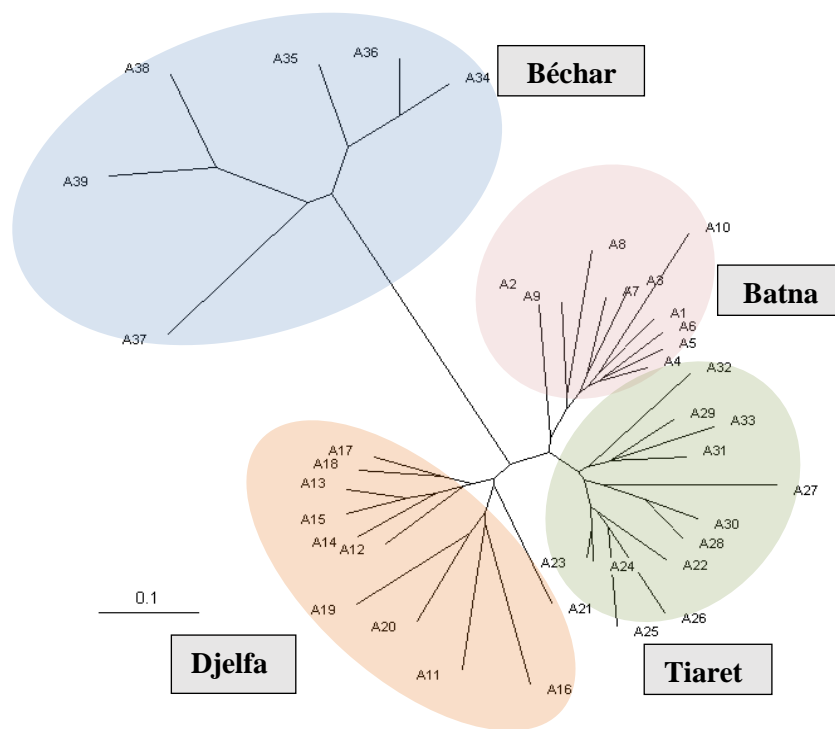 A38
A35
A36
A34
Béchar
A39
A37
A10
A8
A2
A9
A7
A3
Batna
A1
A6
A5
A4
A32
A29
A33
A31
A27
A30
A28
A22
A24
A23
A21
A26
A25
Tiaret
A17
A18
A13
A15
A14
A12
A19
A20
A11
A16
0.1
Djelfa